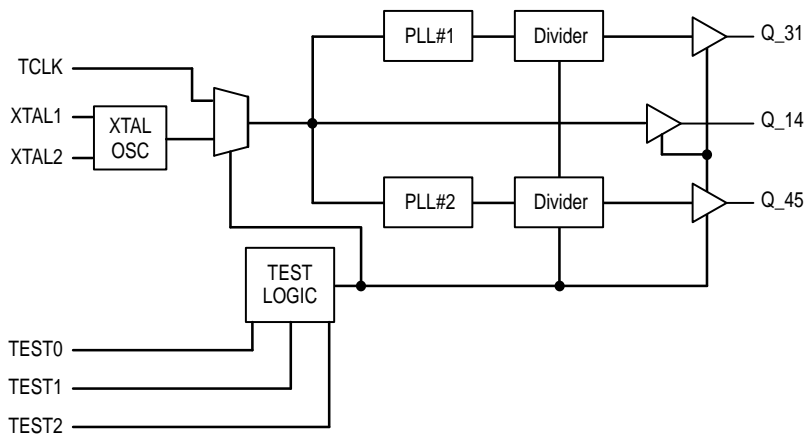 PLL#1
Divider
Q_31
TCLK
XTAL1
XTAL
OSC
XTAL2
Q_14
PLL#2
Divider
Q_45
TEST
LOGIC
TEST0
TEST1
TEST2